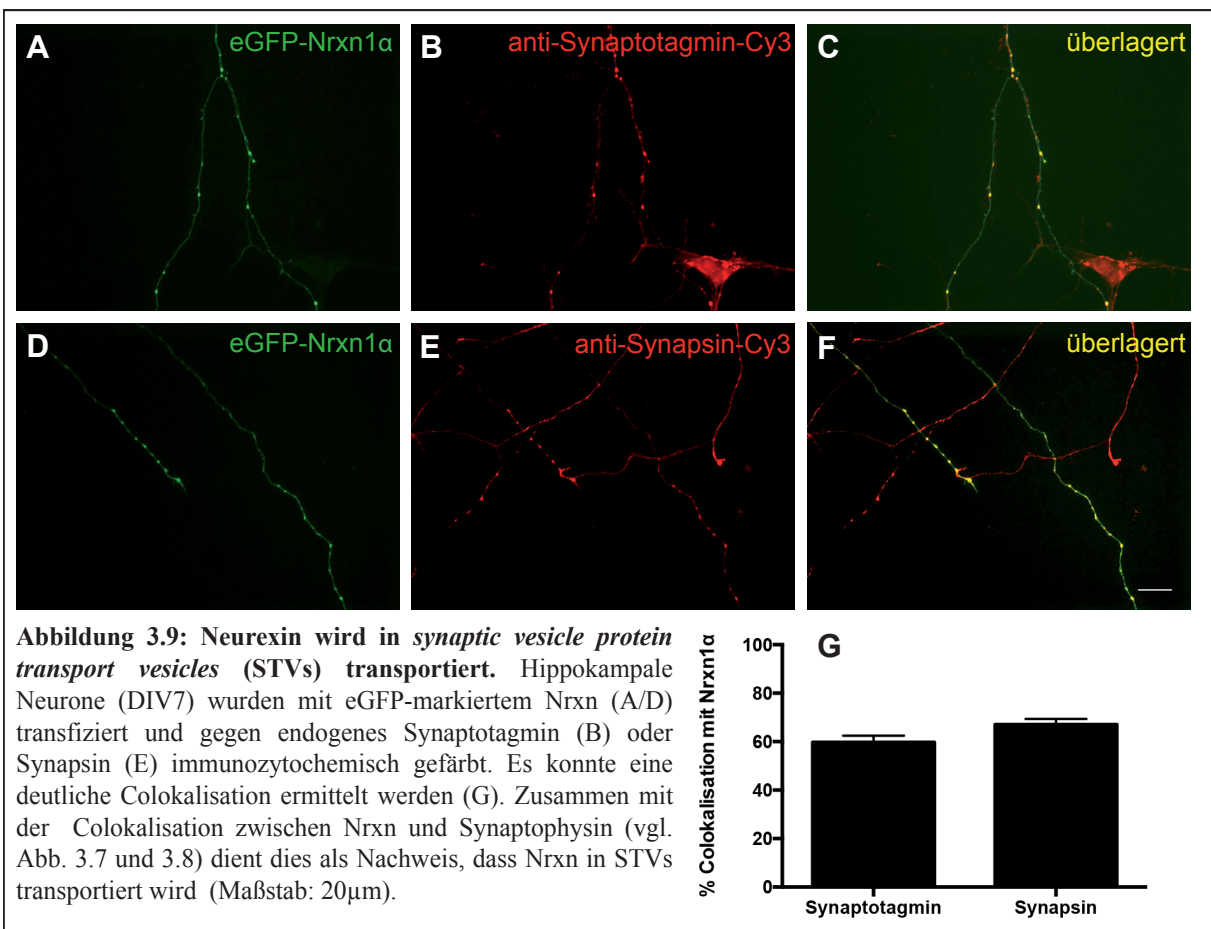 A eGFP-Nrxn1α
B anti-Synaptotagmin-Cy3
C überlagert
D eGFP-Nrxn1α
E anti-Synapsin-Cy3
F überlagert
Abbildung 3.9: Neurexin wird in synaptic vesicle protein
transport vesicles (STVs) transportiert. Hippokampale
Neurone (DIV7) wurden mit eGFP-markiertem Nrxn (A/D)
transfiziert und gegen endogenes Synaptotagmin (B) oder
Synapsin (E) immunozytochemisch gefärbt. Es konnte eine
deutliche Colokalisation ermittelt werden (G). Zusammen mit
der Colokalisation zwischen Nrxn und Synaptophysin (vgl.
Abb. 3.7 und 3.8) dient dies als Nachweis, dass Nrxn in STVs
transportiert wird (Maßstab: 20µm).
G
% Colokalisation mit Nrxn1α
100
80
60
40
20
0
Synaptotagmin
Synapsin